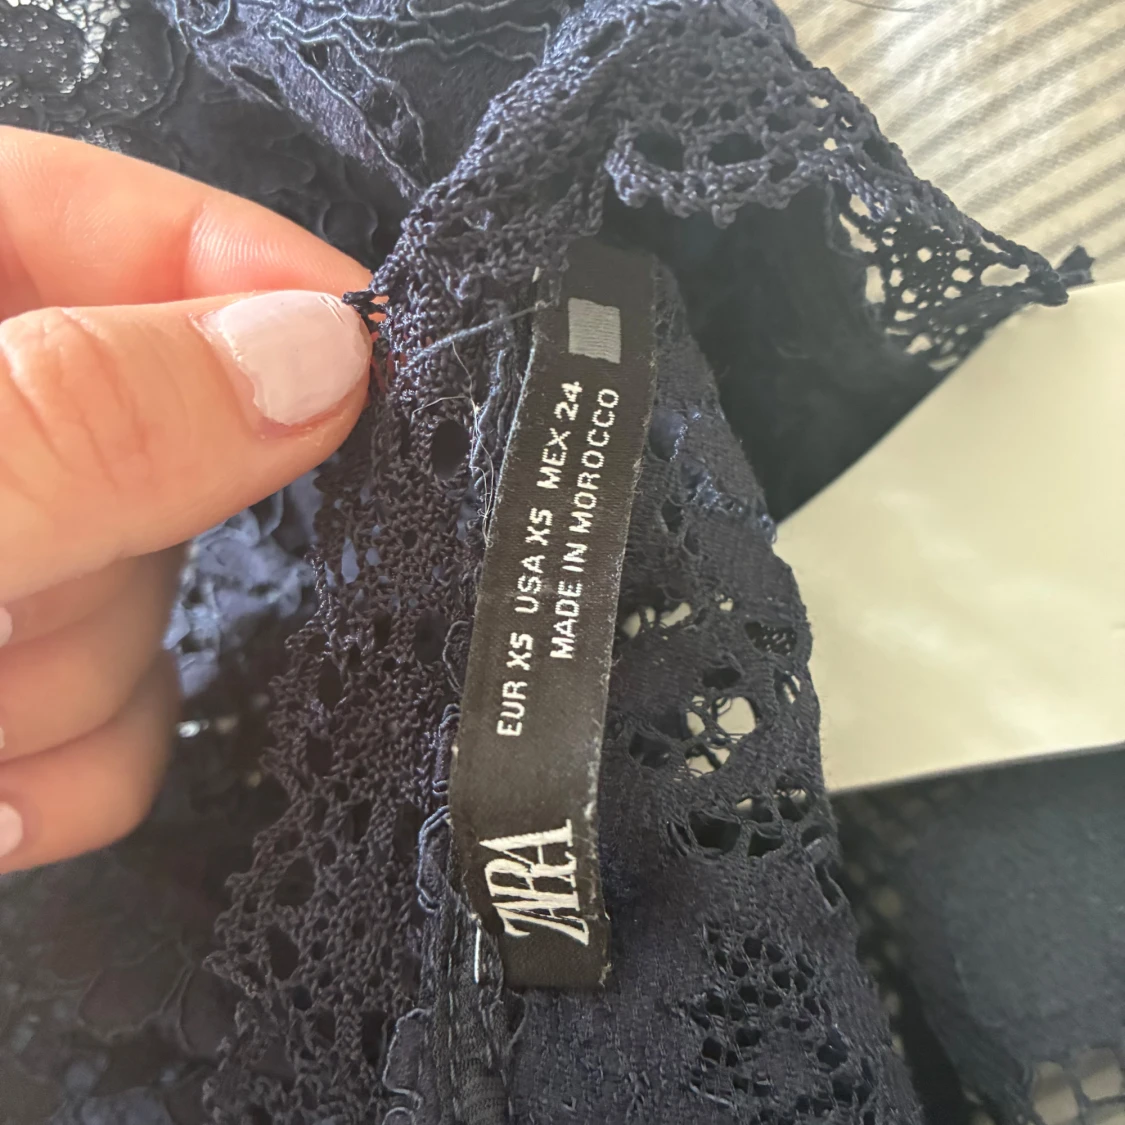 ZARA
EUR XS USA XS MEX 24
MADE IN MOROCCO